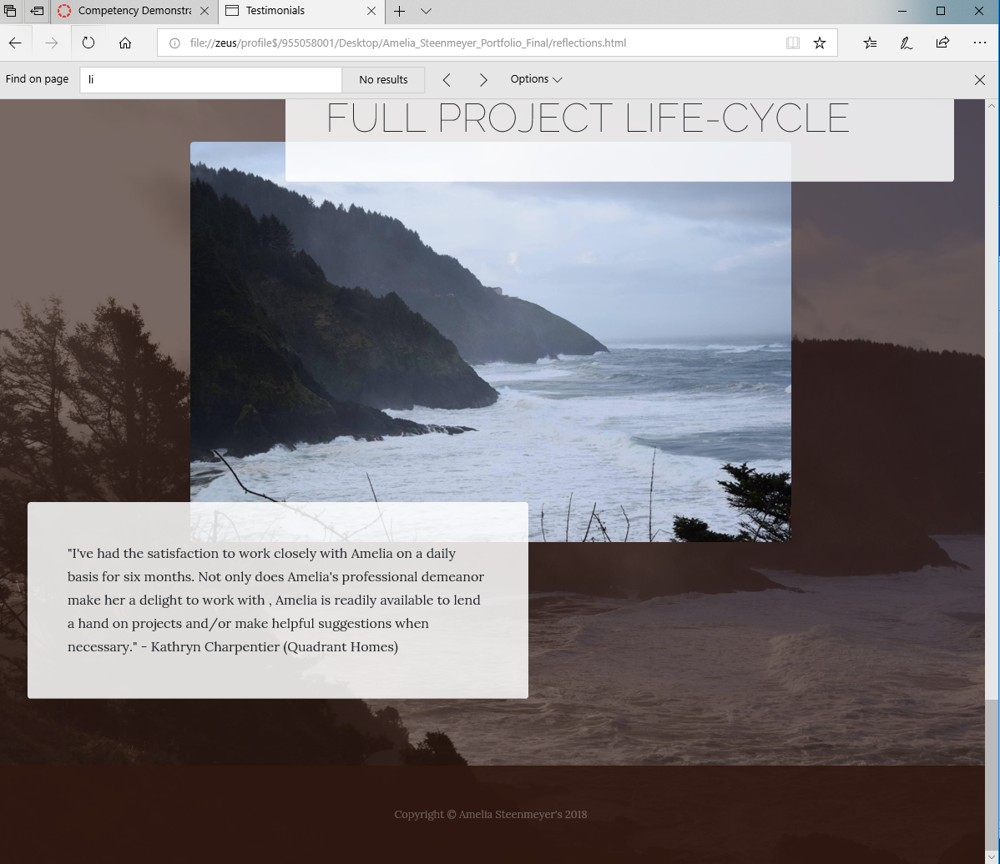 Competency Demonstra
Testimonials
file://zeus/profile$/955058001/Desktop/Amelia_Steenmeyer_Portfolio_Final/reflections.html
Find on page
li
No results
Options
FULL PROJECT LIFE-CYCLE
"I've had the satisfaction to work closely with Amelia on a daily
basis for six months. Not only does Amelia's professional demeanor
make her a delight to work with , Amelia is readily available to lend
a hand on projects and/or make helpful suggestions when
necessary." - Kathryn Charpentier (Quadrant Homes)
Copyright © Amelia Steenmeyer's 2018